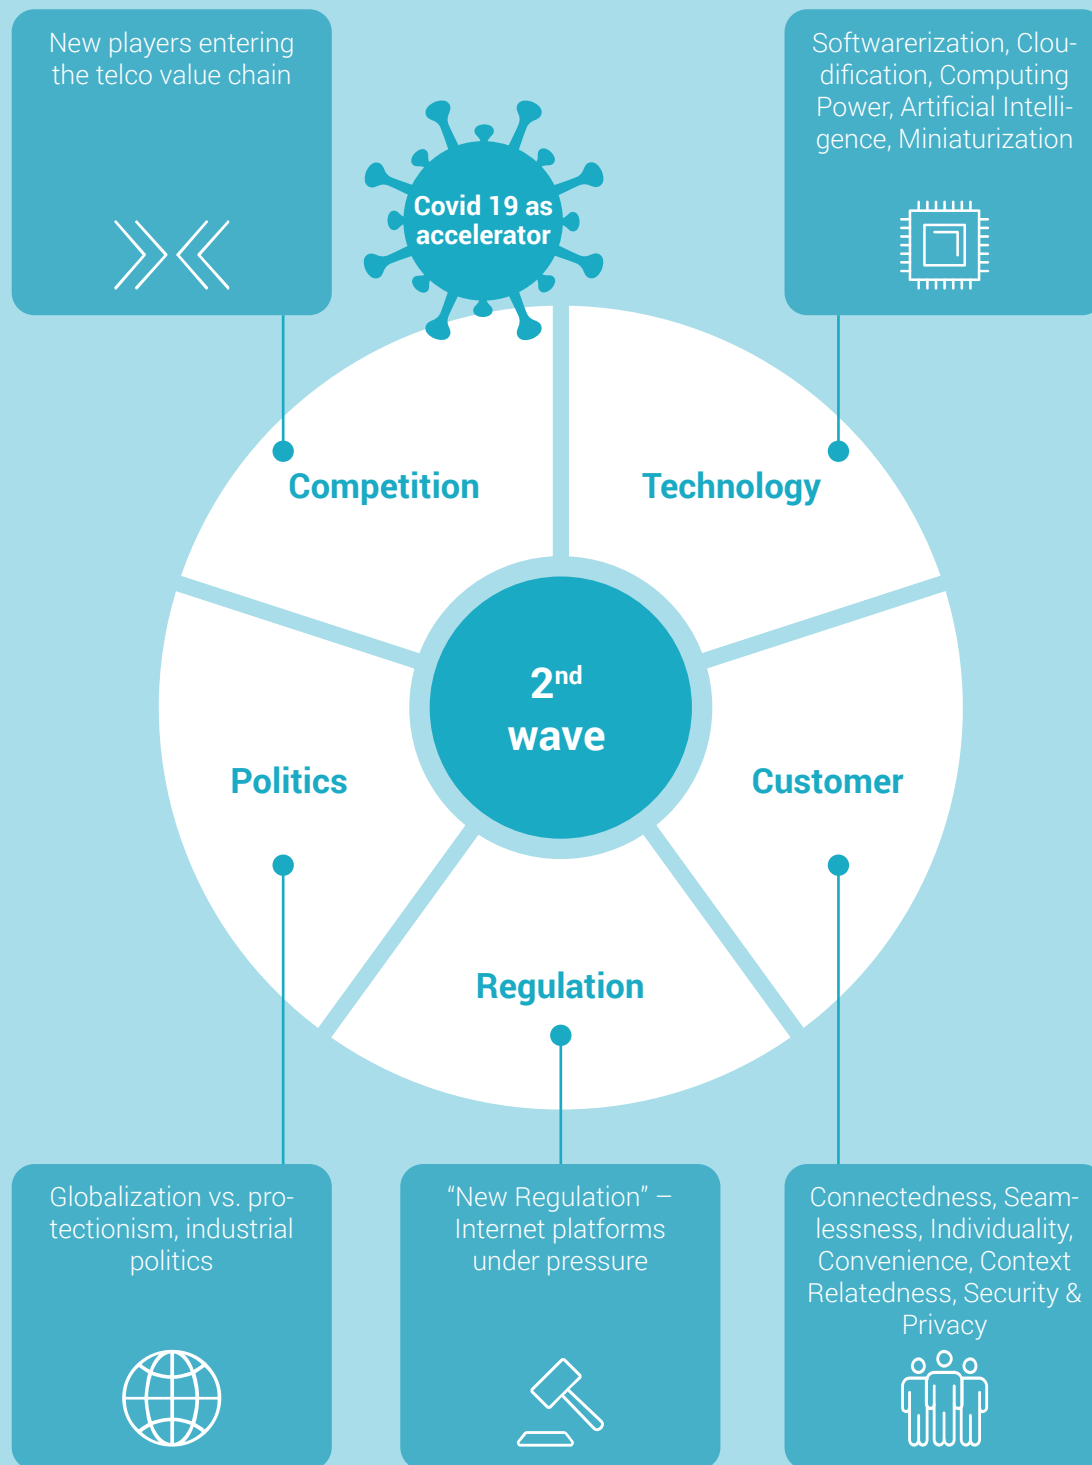 New players entering
the telco value chain
Softwarerization, Clou-
dification, Computing
Power, Artificial Intelli-
gence, Miniaturization
Covid 19 as
accelerator
Competition
Technology
2nd
wave
Politics
Customer
Regulation
Globalization vs. pro-
tectionism, industrial
politics
“New Regulation” –
Internet platforms
under pressure
Connectedness, Seam-
lessness, Individuality,
Convenience, Context
Relatedness, Security &
Privacy